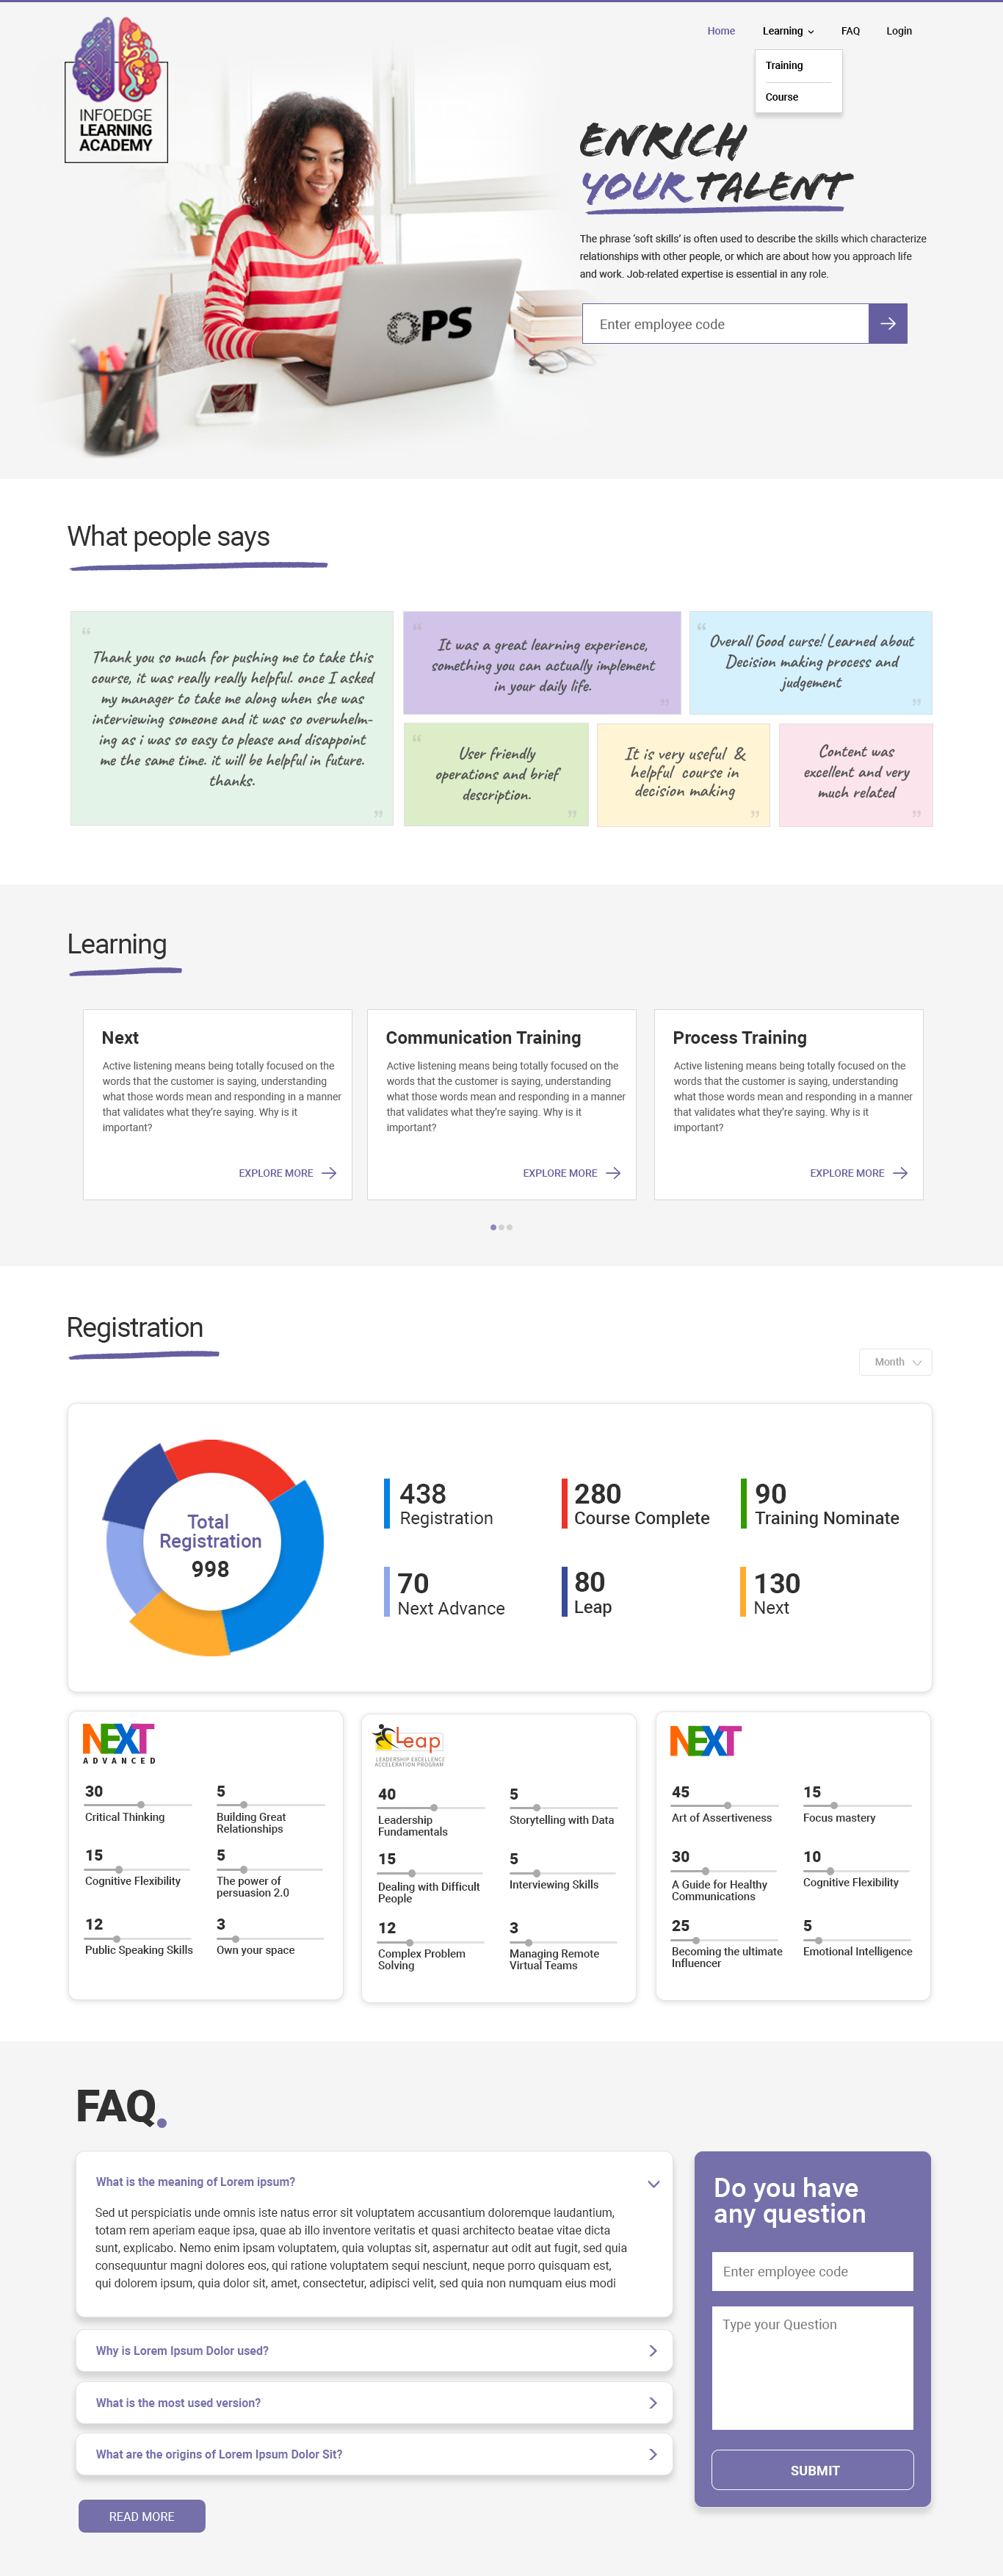 INFOEDGE
LEARNING
ACADEMY
Home
Learning
FAQ
Login
Training
Course
ENRICH
YOUR TALENT
The phrase ‘soft skills’ is often used to describe the skills which characterize
relationships with other people, or which are about how you approach life
and work. Job-related expertise is essential in any role.
OPS
Enter employee code
What people says
“
Thank you so much for pushing me to take this
course, it was really really helpful. once I asked
my manager to take me along when she was
interviewing someone and it was so overwhelm-
ing as i was so easy to please and disappoint
me the same time. it will be helpful in future.
thanks.
”
“
It was a great learning experience,
something you can actually implement
in your daily life.
”
“
Overall Good curse! Learned about
Decision making process and
judgement
”
“
User friendly
operations and brief
description.
”
It is very useful &
helpful course in
decision making
”
Content was
excellent and very
much related
”
Learning
Next
Active listening means being totally focused on the
words that the customer is saying, understanding
what those words mean and responding in a manner
that validates what they’re saying. Why is it
important?
EXPLORE MORE
Communication Training
Active listening means being totally focused on the
words that the customer is saying, understanding
what those words mean and responding in a manner
that validates what they’re saying. Why is it
important?
EXPLORE MORE
Process Training
Active listening means being totally focused on the
words that the customer is saying, understanding
what those words mean and responding in a manner
that validates what they’re saying. Why is it
important?
EXPLORE MORE
Registration
Month
Total
Registration
998
438
Registration
280
Course Complete
90
Training Nominate
70
Next Advance
80
Leap
130
Next
NEXT
ADVANCED
30
Critical Thinking
5
Building Great
Relationships
15
Cognitive Flexibility
5
The power of
persuasion 2.0
12
Public Speaking Skills
3
Own your space
Leap
LEADERSHIP EXCELLENCE
ACCELERATION PROGRAM
40
Leadership
Fundamentals
5
Storytelling with Data
15
Dealing with Difficult
People
5
Interviewing Skills
12
Complex Problem
Solving
3
Managing Remote
Virtual Teams
NEXT
45
Art of Assertiveness
15
Focus mastery
30
A Guide for Healthy
Communications
10
Cognitive Flexibility
25
Becoming the ultimate
Influencer
5
Emotional Intelligence
FAQ.
What is the meaning of Lorem ipsum?
Sed ut perspiciatis unde omnis iste natus error sit voluptatem accusantium doloremque laudantium,
totam rem aperiam eaque ipsa, quae ab illo inventore veritatis et quasi architecto beatae vitae dicta
sunt, explicabo. Nemo enim ipsam voluptatem, quia voluptas sit, aspernatur aut odit aut fugit, sed quia
consequuntur magni dolores eos, qui ratione voluptatem sequi nesciunt, neque porro quisquam est,
qui dolorem ipsum, quia dolor sit, amet, consectetur, adipisci velit, sed quia non numquam eius modi
Why is Lorem Ipsum Dolor used?
What is the most used version?
What are the origins of Lorem Ipsum Dolor Sit?
READ MORE
Do you have
any question
Enter employee code
Type your Question
SUBMIT